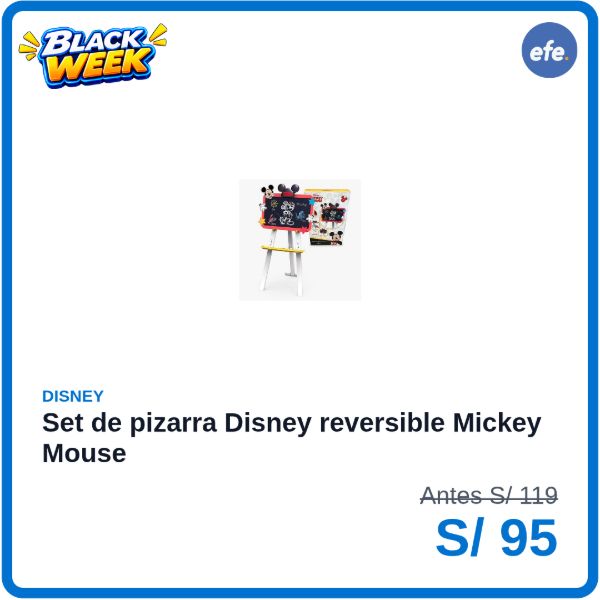 BLACK
WEEK
efe.
DISNEY
Set de pizarra Disney reversible Mickey
Mouse
Antes S/ 119
S/ 95